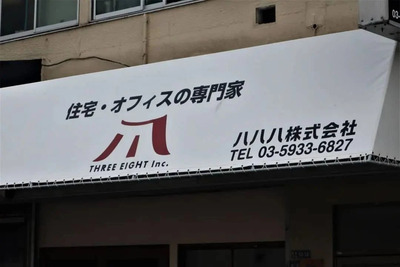 住宅・オフィスの専門家
THREE EIGHT Inc.
ハハハ株式会社
TEL 03-5933-6827
03-